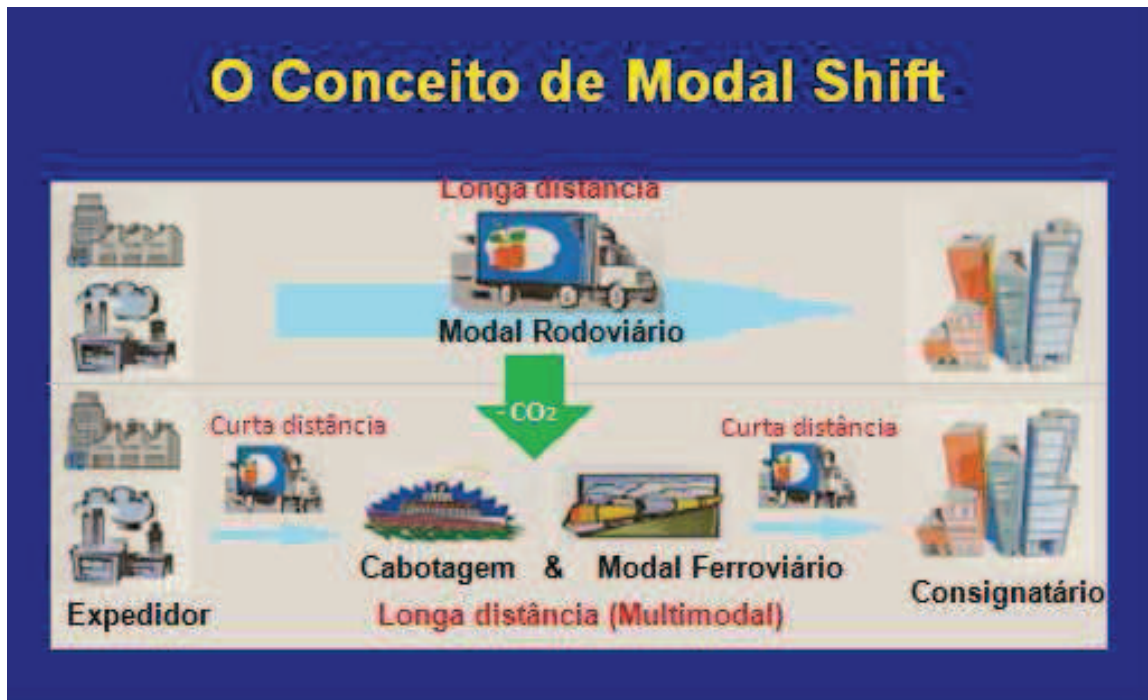 O Conceito de Modal Shift
Longa distância
Modal Rodoviário
- CO₂
Curta distância
Curta distância
Cabotagem & Modal Ferroviário
Expedidor
Longa distância (Multimodal)
Consignatário